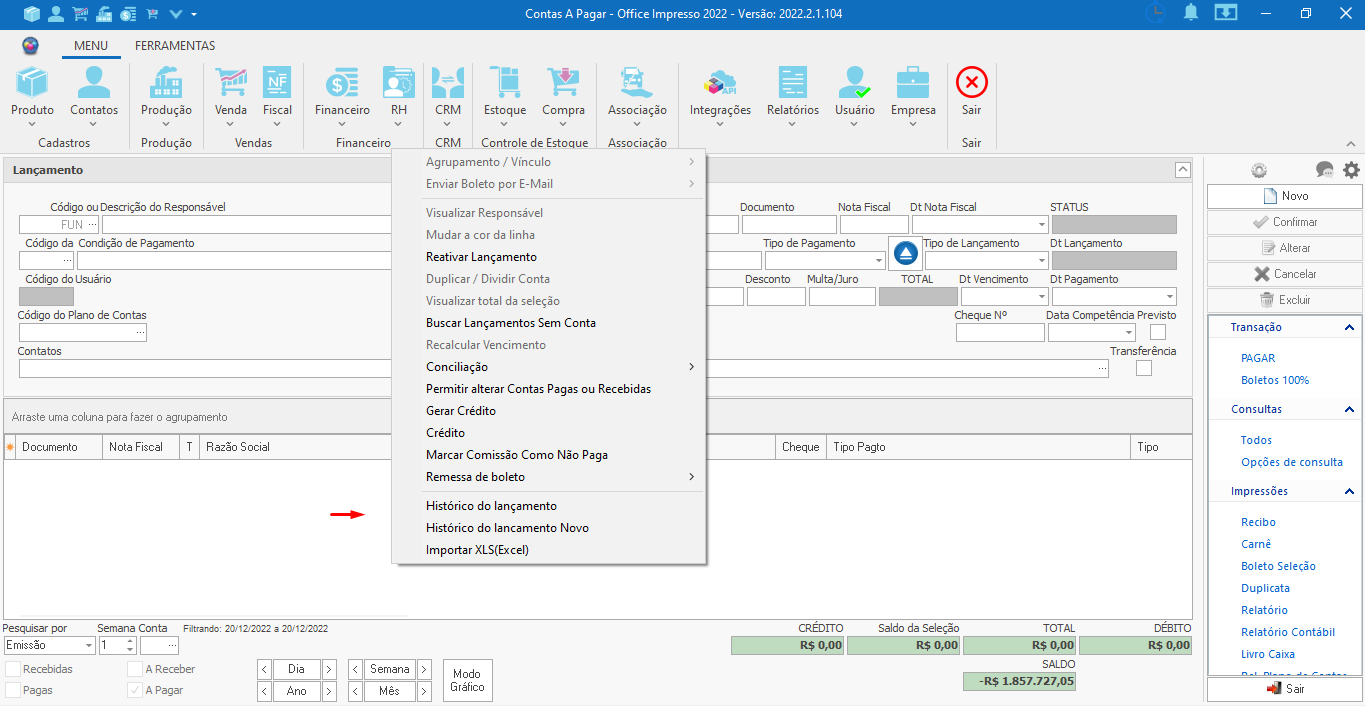 Contas A Pagar - Office Impresso 2022 - Versão: 2022.2.1.104
MENU FERRAMENTAS
Produto Contatos Produção Venda Fiscal Financeiro RH CRM Estoque Compra Associação Integrações Relatórios Usuário Empresa Sair
Cadastros Produção Vendas Financeiro CRM Controle de Estoque Associação Sair
Lançamento
Código ou Descrição do Responsável Documento Nota Fiscal Dt Nota Fiscal STATUS
FUN ...
Código da Condição de Pagamento Tipo de Pagamento Tipo de Lançamento Dt Lançamento
...
Código do Usuário Desconto Multa/Juro TOTAL Dt Vencimento Dt Pagamento
Código do Plano de Contas Cheque Nº Data Competência Previsto
...
Contatos Transferência
...
Arraste uma coluna para fazer o agrupamento
Documento Nota Fiscal T Razão Social Cheque Tipo Pagto Tipo
Agrupamento / Vínculo
Enviar Boleto por E-Mail
Visualizar Responsável
Mudar a cor da linha
Reativar Lançamento
Duplicar / Dividir Conta
Visualizar total da seleção
Buscar Lançamentos Sem Conta
Recalcular Vencimento
Conciliação
Permitir alterar Contas Pagas ou Recebidas
Gerar Crédito
Crédito
Marcar Comissão Como Não Paga
Remessa de boleto
Histórico do lançamento
Histórico do lancamento Novo
Importar XLS(Excel)
Novo
Confirmar
Alterar
Cancelar
Excluir
Transação
PAGAR
Boletos 100%
Consultas
Todos
Opções de consulta
Impressões
Recibo
Carnê
Boleto Seleção
Duplicata
Relatório
Relatório Contábil
Livro Caixa
Sair
Pesquisar por Semana Conta Filtrando: 20/12/2022 a 20/12/2022 CRÉDITO Saldo da Seleção TOTAL DÉBITO
Emissão 1 ... R$ 0,00 R$ 0,00 R$ 0,00 R$ 0,00
Recebidas A Receber < Dia > < Semana > Modo Gráfico SALDO
Pagas A Pagar < Ano > < Mês > -R$ 1.857.727,05